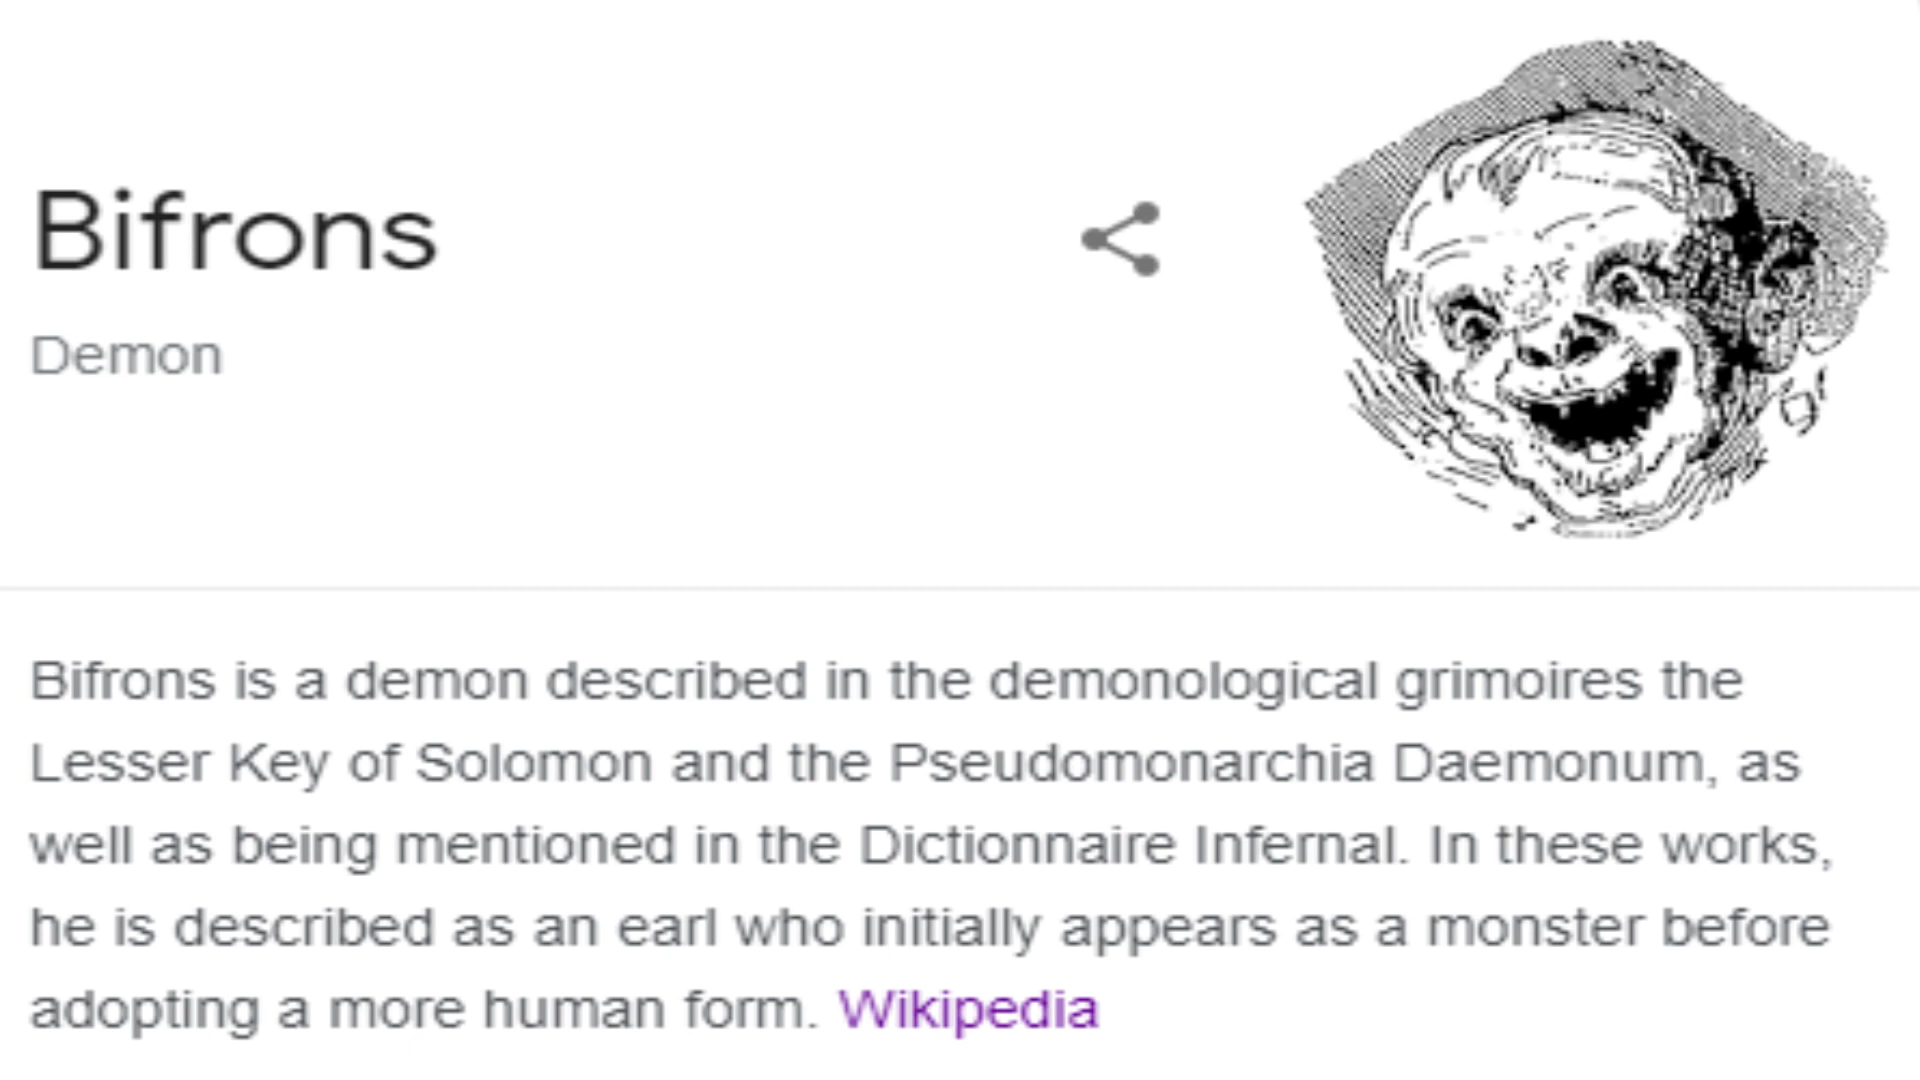 Bifrons
Demon
Bifrons is a demon described in the demonological grimoires the
Lesser Key of Solomon and the Pseudomonarchia Daemonum, as
well as being mentioned in the Dictionnaire Infernal. In these works,
he is described as an earl who initially appears as a monster before
adopting a more human form. Wikipedia